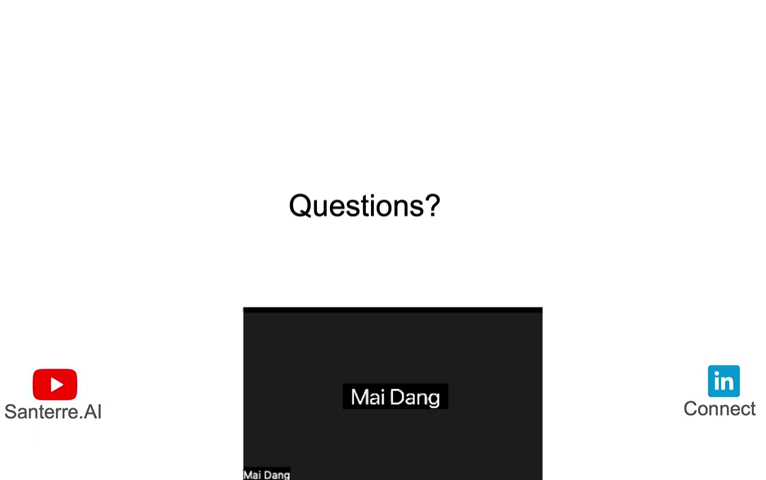 Questions?
Mai Dang
Mai Dang
Santerre.AI
in
Connect